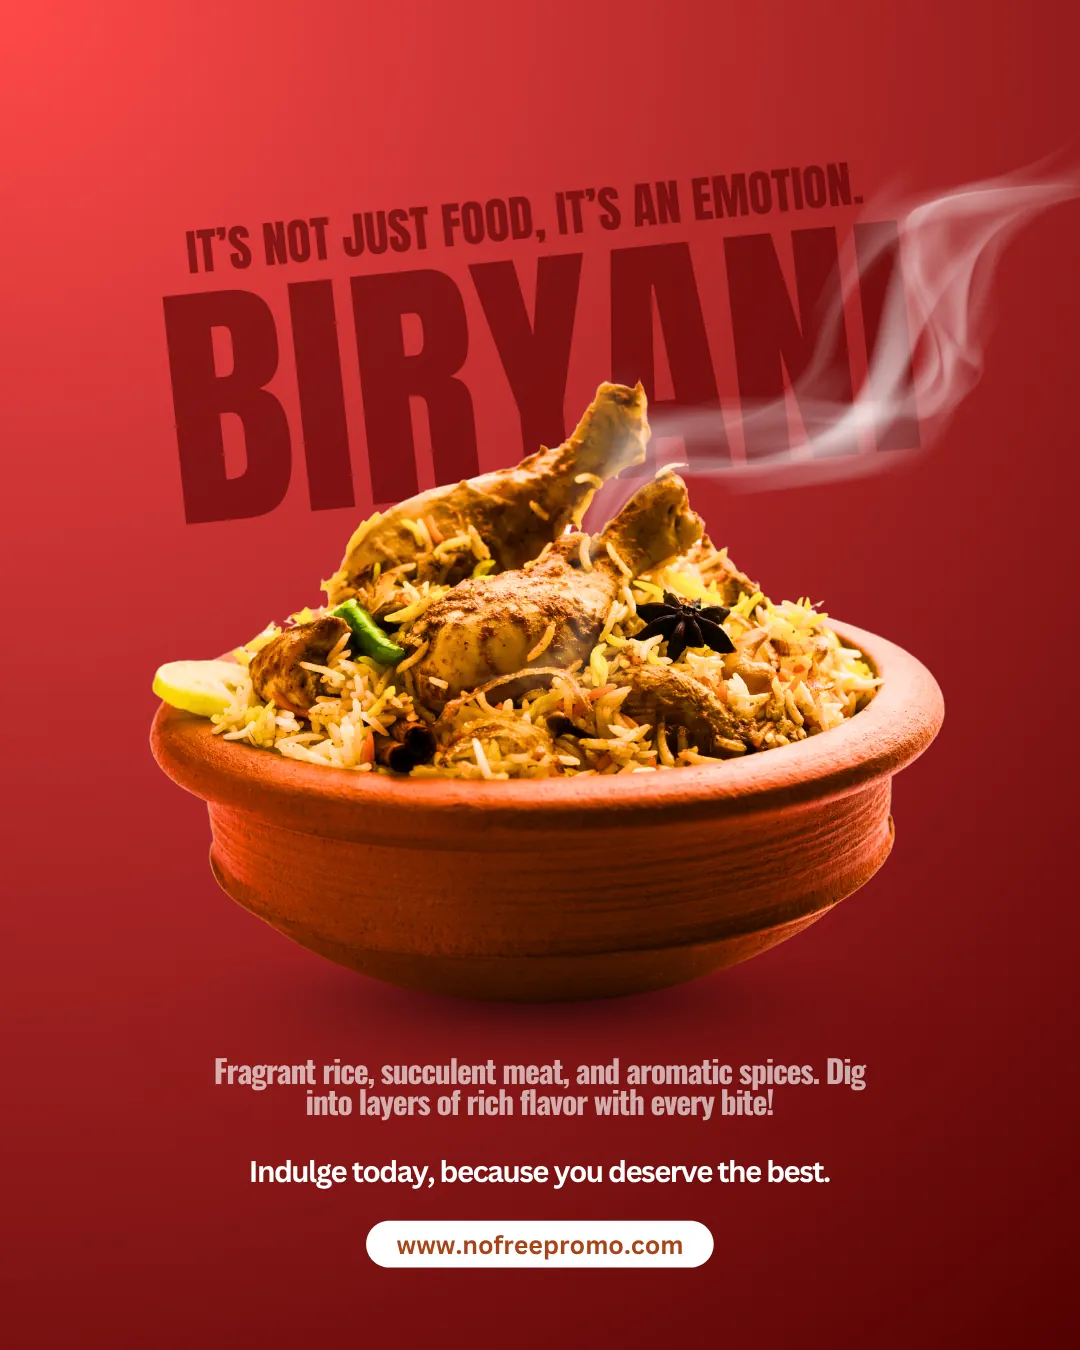 IT'S NOT JUST FOOD, IT'S AN EMOTION.
BIRYANI
Fragrant rice, succulent meat, and aromatic spices. Dig
into layers of rich flavor with every bite!
Indulge today, because you deserve the best.
www.nofreepromo.com